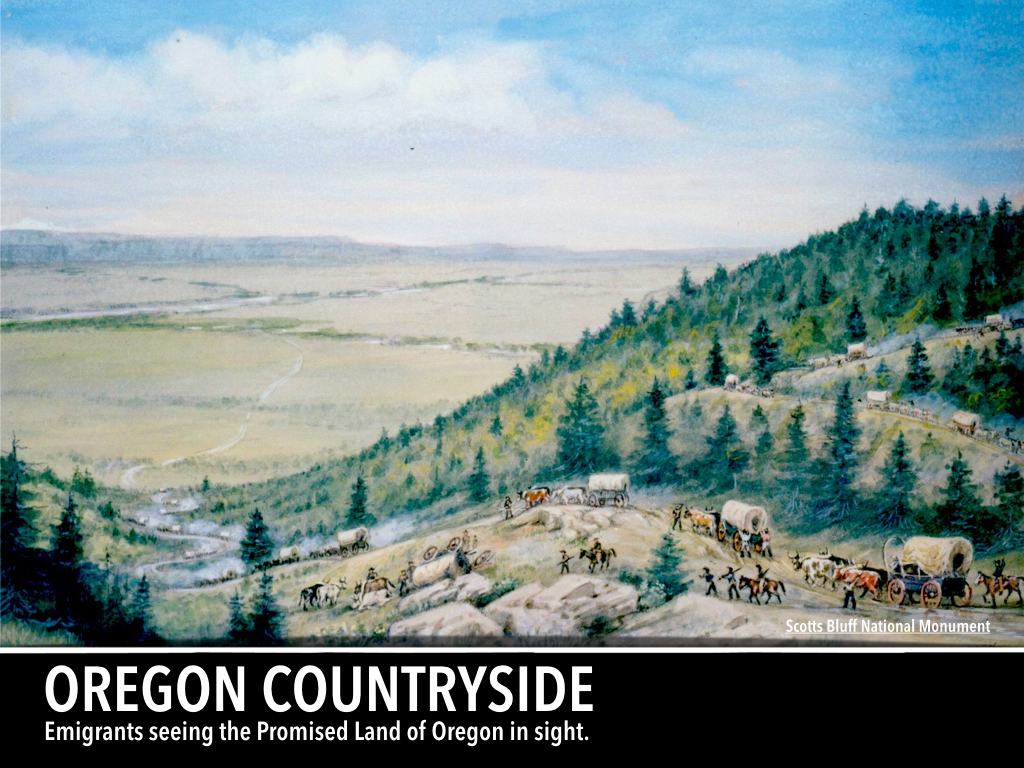 Scotts Bluff National Monument
OREGON COUNTRYSIDE
Emigrants seeing the Promised Land of Oregon in sight.